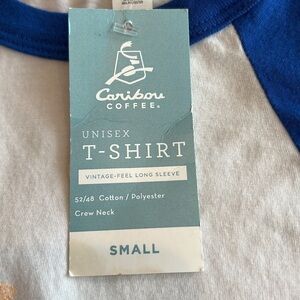 Caribou
COFFEE®
UNISEX
T-SHIRT
VINTAGE-FEEL LONG SLEEVE
52/48 Cotton / Polyester
Crew Neck
SMALL